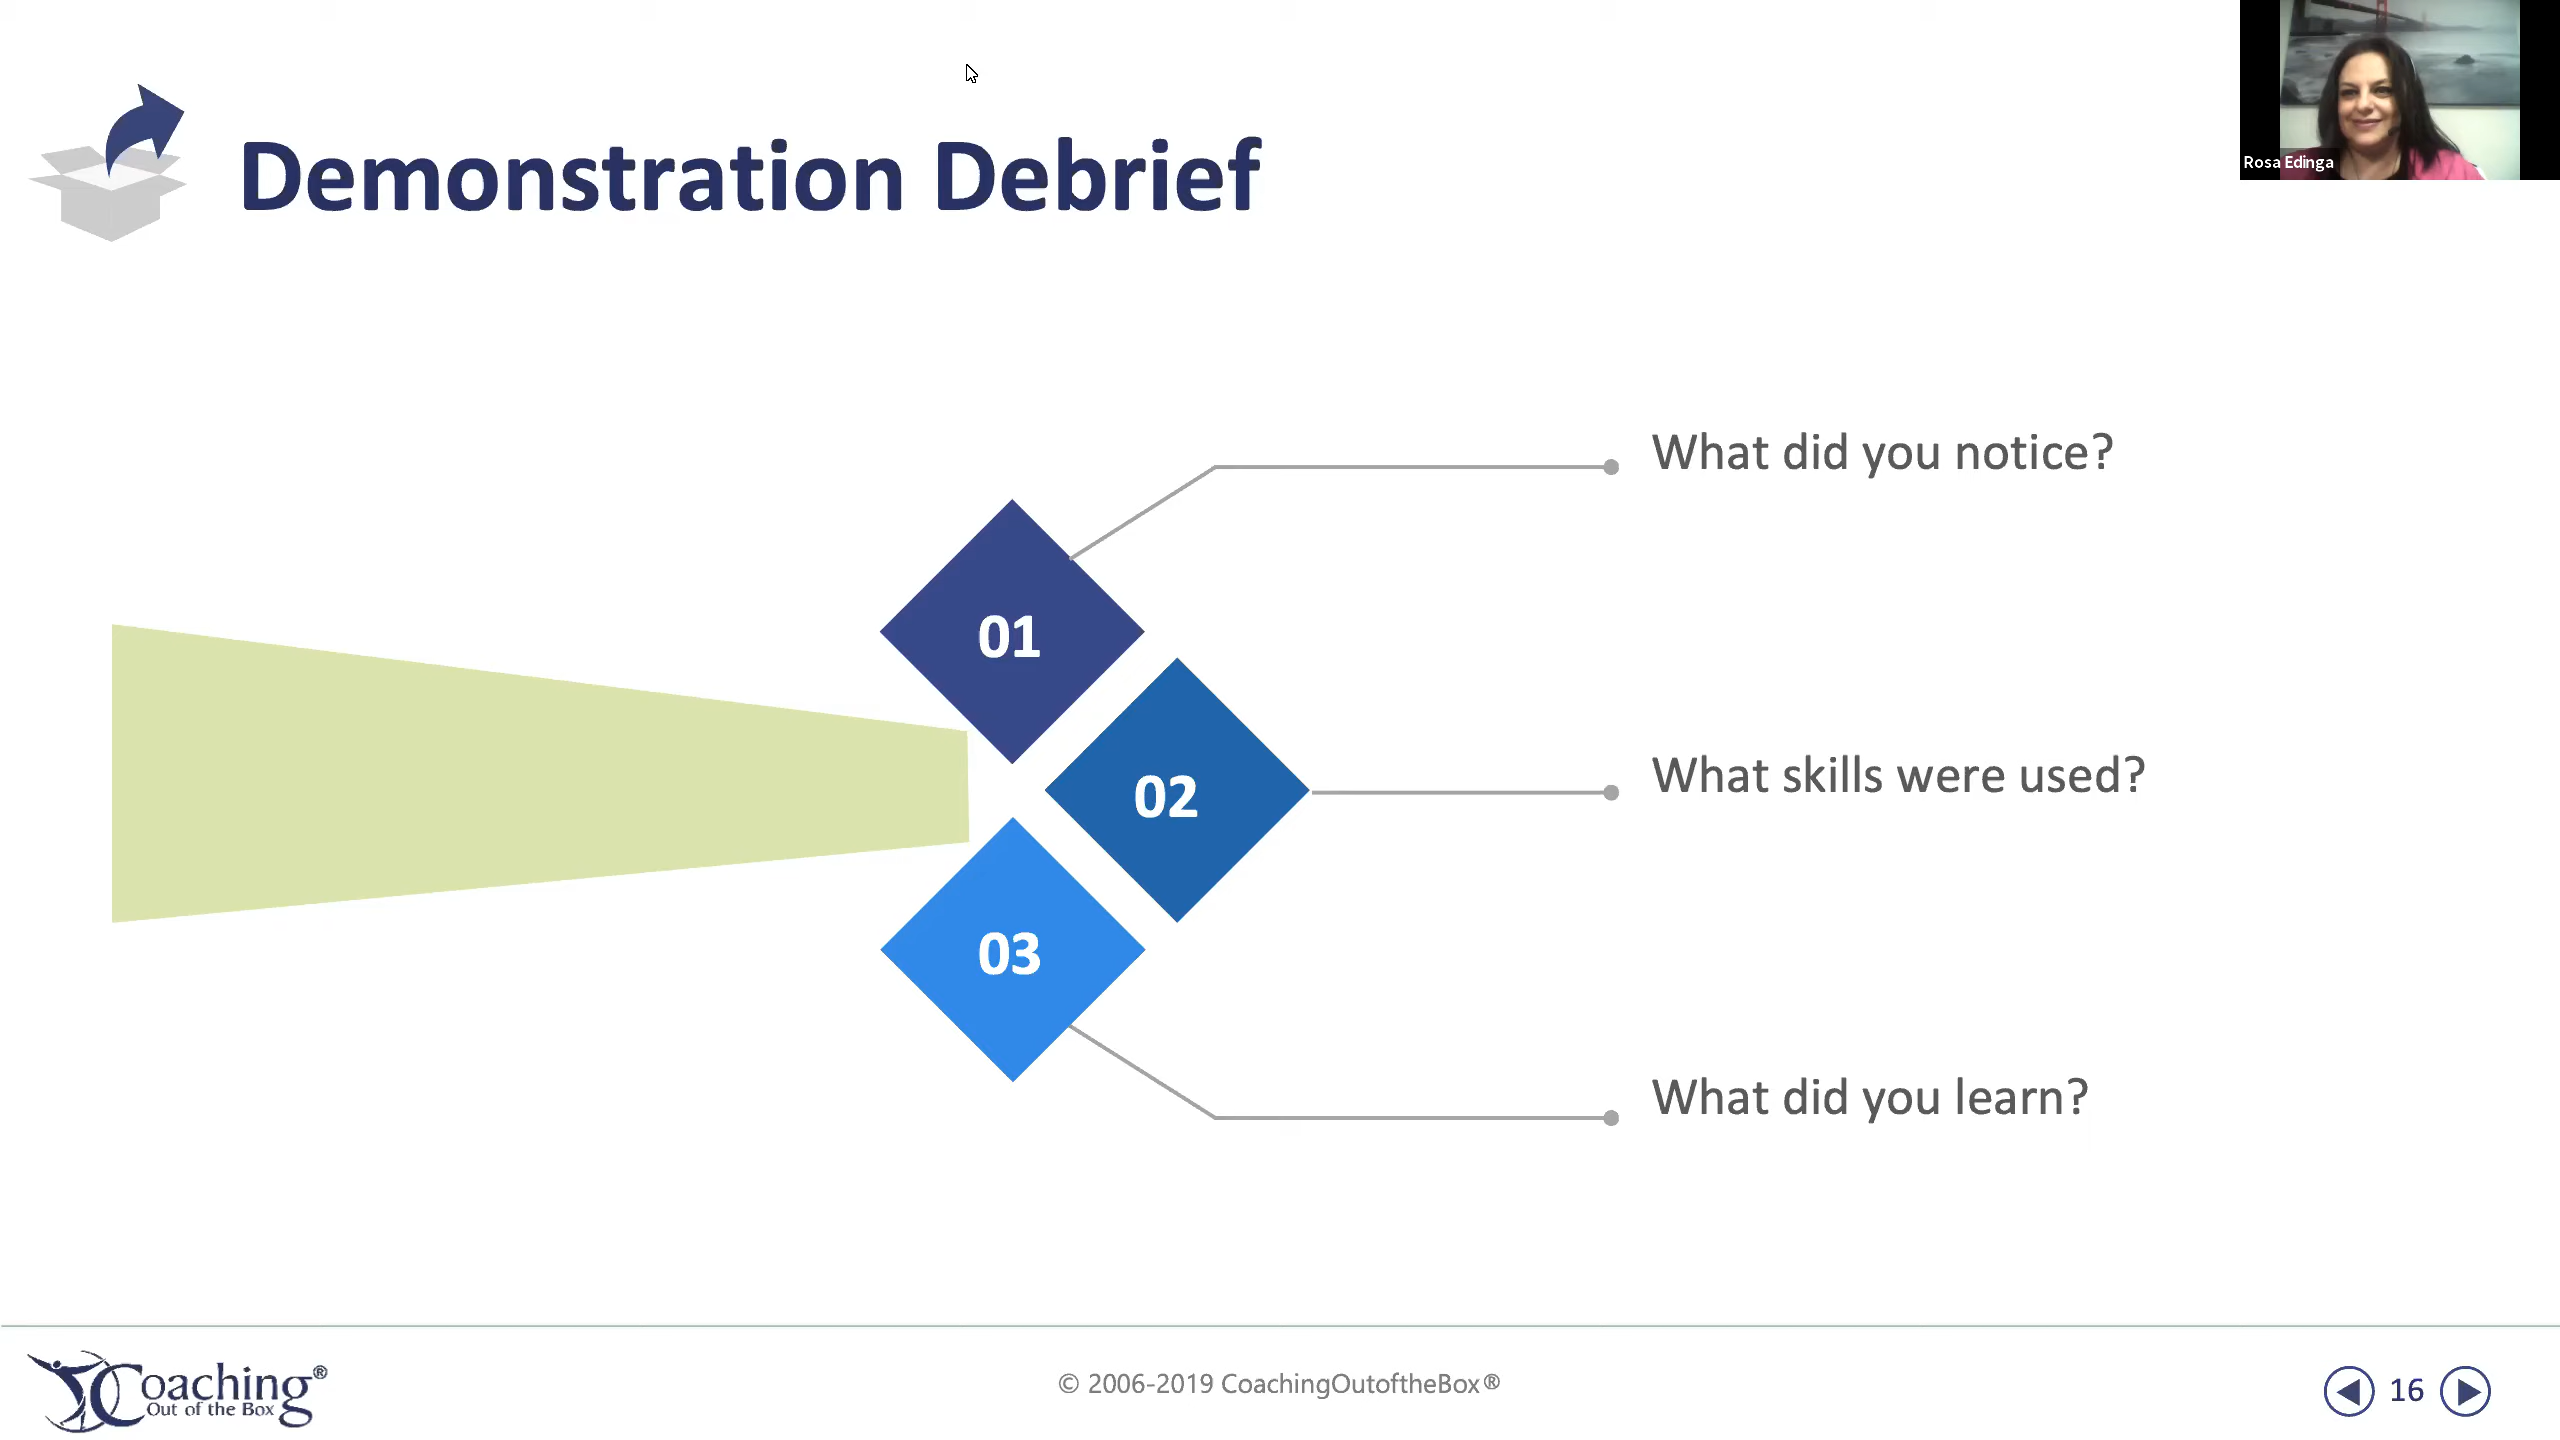 Demonstration Debrief
Rosa Edinga
What did you notice?
01
02
What skills were used?
03
What did you learn?
Coaching®
Out of the Box
© 2006-2019 CoachingOutoftheBox®
16